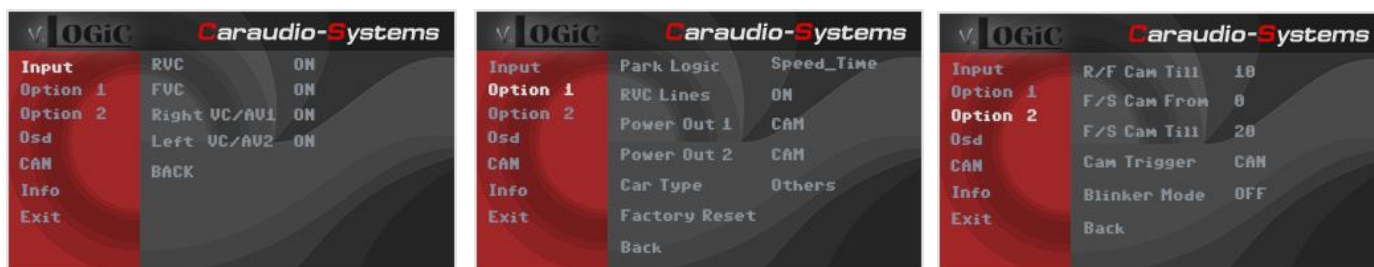 v.LOGiC Caraudio-Systems
Input RVC ON
Option 1 FVC ON
Option 2 Right VC/AV1 ON
Osd Left VC/AV2 ON
CAN BACK
Info
Exit
v.LOGiC Caraudio-Systems
Input Park Logic Speed_Time
Option 1 RVC Lines ON
Option 2 Power Out 1 CAM
Osd Power Out 2 CAM
CAN Car Type Others
Info Factory Reset
Exit Back
v.LOGiC Caraudio-Systems
Input R/F Cam Till 10
Option 1 F/S Cam From 0
Option 2 F/S Cam Till 20
Osd Cam Trigger CAN
CAN Blinker Mode OFF
Info Back
Exit